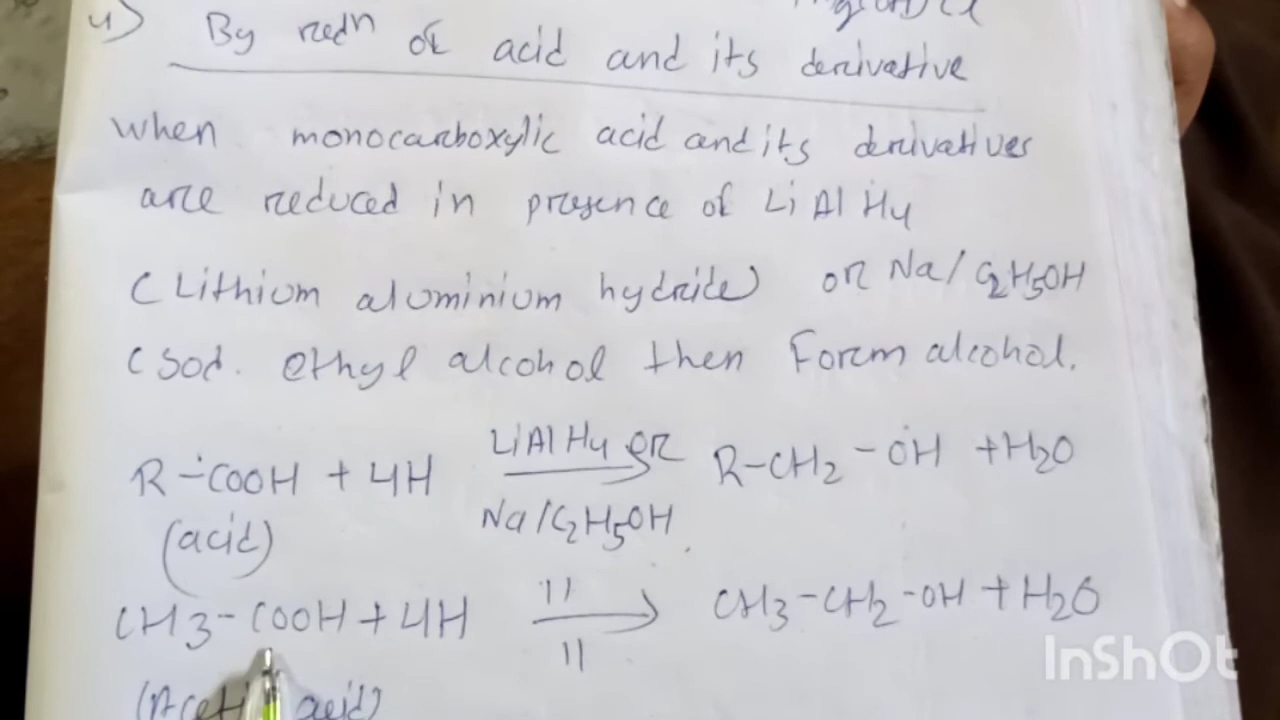 4) By redn of acid and its derivative
when monocarboxylic acid and its derivatives
are reduced in presence of LiAlH4
(Lithium aluminium hydride) or Na/C2H5OH
(Sod. ethyl alcohol then Form alcohol.
LiAlH4 OR
R-COOH + 4H → R-CH2-OH + H2O
Na/C2H5OH
(acid)
CH3-COOH + 4H → CH3-CH2-OH + H2O
acid)
InShOt